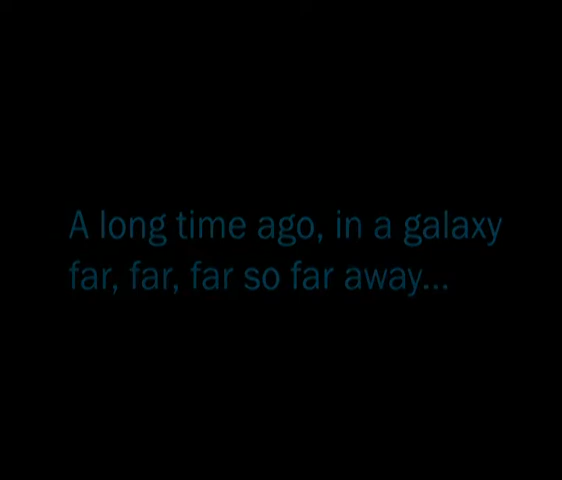 A long time ago, in a galaxy
far, far, far so far away...